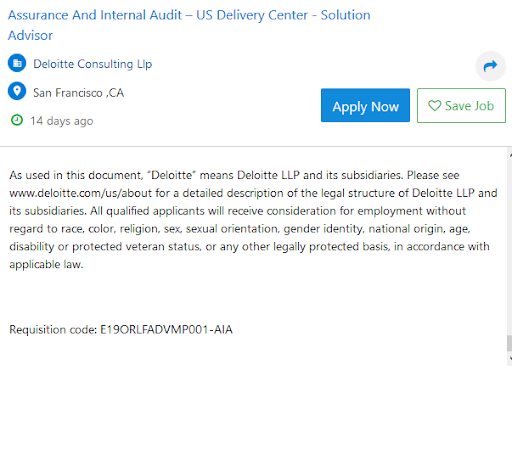 Assurance And Internal Audit – US Delivery Center - Solution
Advisor
Deloitte Consulting Llp
San Francisco ,CA
14 days ago
Apply Now
Save Job
As used in this document, "Deloitte" means Deloitte LLP and its subsidiaries. Please see
www.deloitte.com/us/about for a detailed description of the legal structure of Deloitte LLP and
its subsidiaries. All qualified applicants will receive consideration for employment without
regard to race, color, religion, sex, sexual orientation, gender identity, national origin, age,
disability or protected veteran status, or any other legally protected basis, in accordance with
applicable law.
Requisition code: E19ORLFADVMP001-AIA